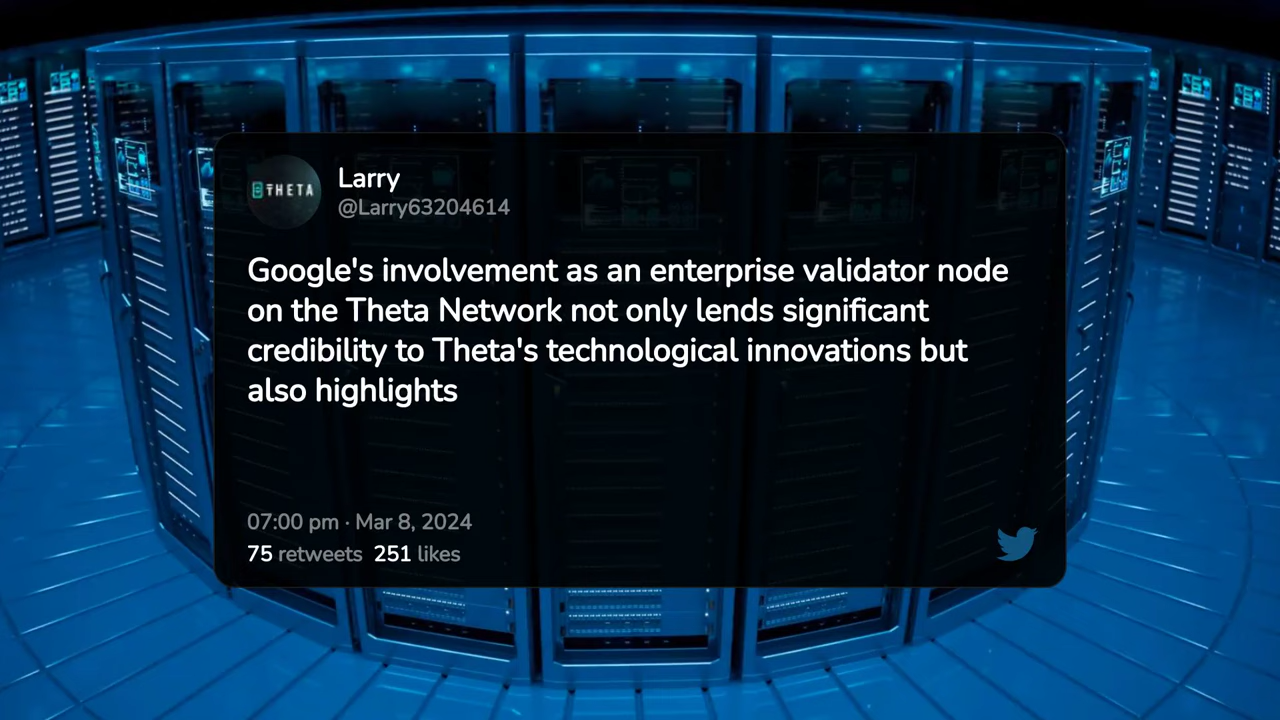 THETA
Larry
@Larry63204614
Google's involvement as an enterprise validator node
on the Theta Network not only lends significant
credibility to Theta's technological innovations but
also highlights
07:00 pm · Mar 8, 2024
75 retweets 251 likes